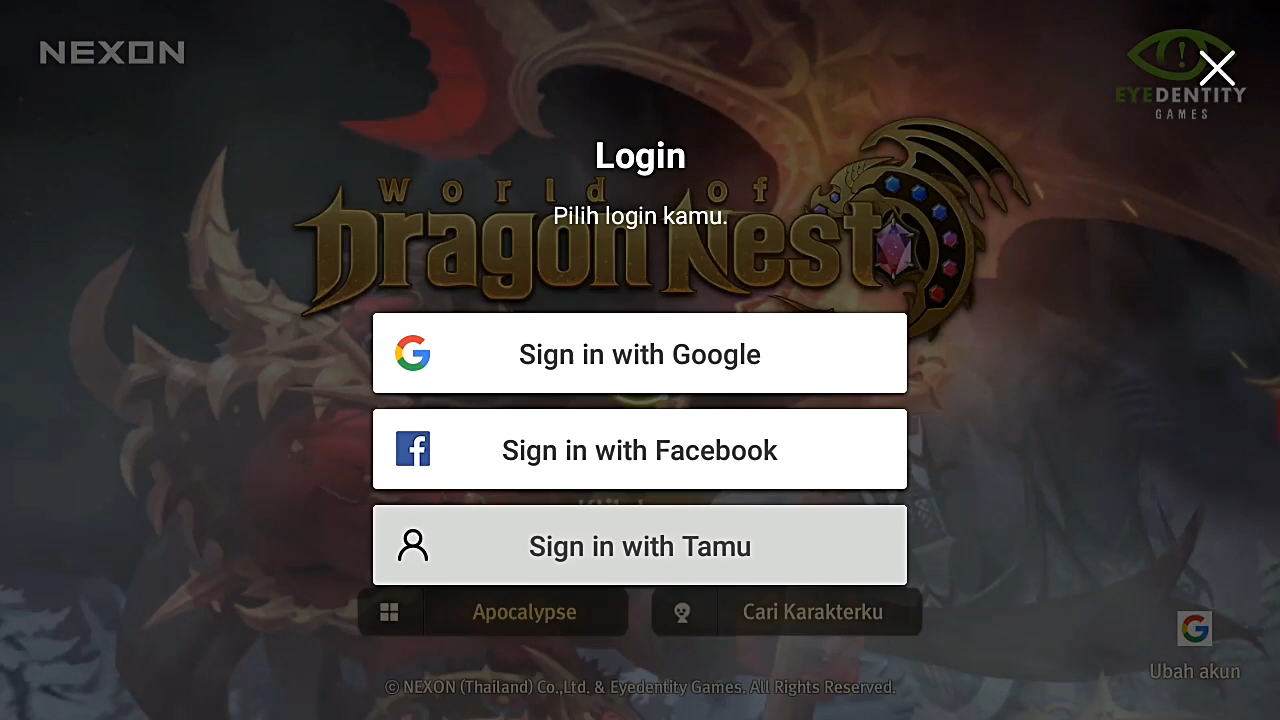 NEXON
EYEDENTITY
GAMES
Login
World of
Dragon Nest
Pilih login kamu.
Sign in with Google
Sign in with Facebook
Sign in with Tamu
Apocalypse
Cari Karakterku
Ubah akun
© NEXON (Thailand) Co.,Ltd. & Eyedentity Games. All Rights Reserved.